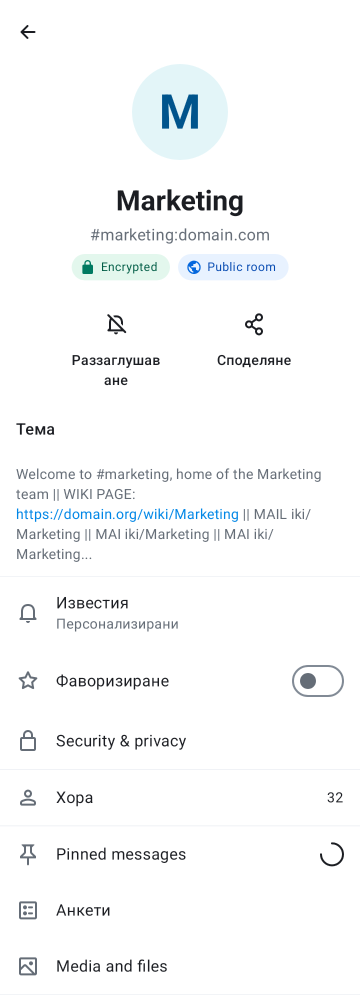 M
Marketing
#marketing:domain.com
Encrypted
Public room
Раззаглушав
ане
Споделяне
Тема
Welcome to #marketing, home of the Marketing
team || WIKI PAGE:
https://domain.org/wiki/Marketing || MAIL iki/
Marketing || MAI iki/Marketing || MAI iki/
Marketing...
Известия
Персонализирани
Фаворизиране
Security & privacy
Хора
32
Pinned messages
Анкети
Media and files